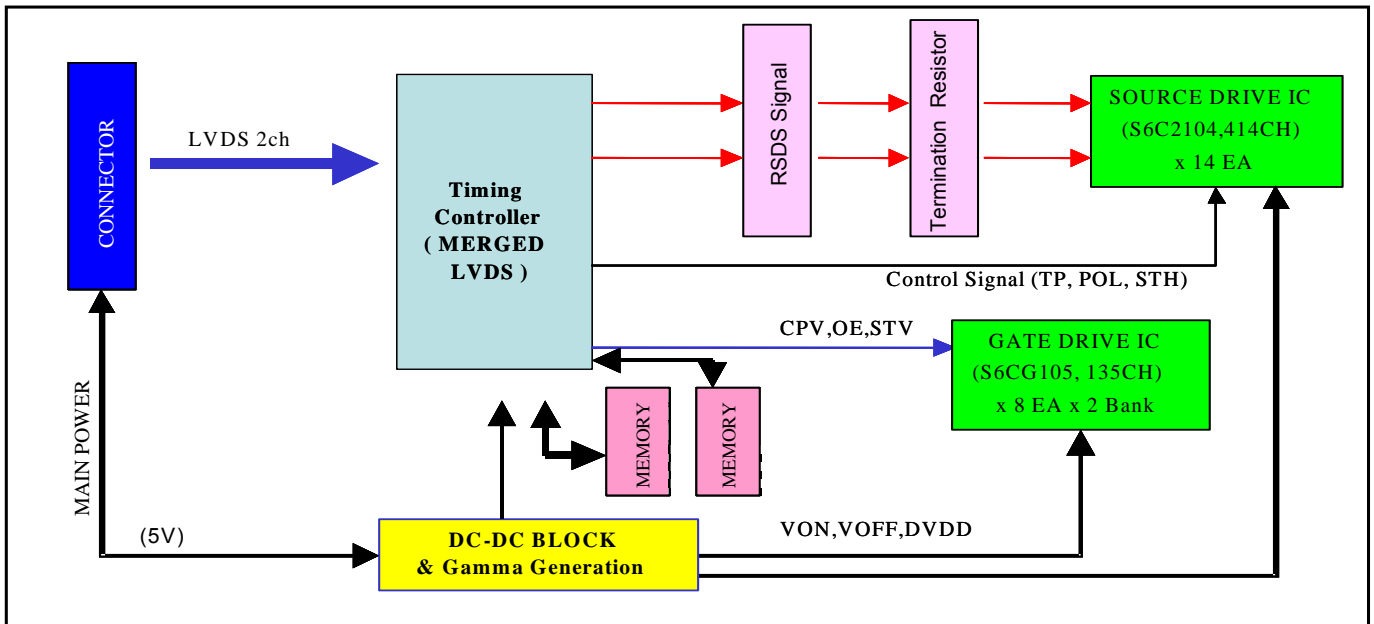 CONNECTOR
LVDS 2ch
Timing
Controller
( MERGED
LVDS )
RSDS Signal
Termination Resistor
SOURCE DRIVE IC
(S6C2104,414CH)
x 14 EA
Control Signal (TP, POL, STH)
CPV,OE,STV
GATE DRIVE IC
(S6CG105, 135CH)
x 8 EA x 2 Bank
MEMORY
MEMORY
MAIN POWER
(5V)
DC-DC BLOCK
& Gamma Generation
VON,VOFF,DVDD